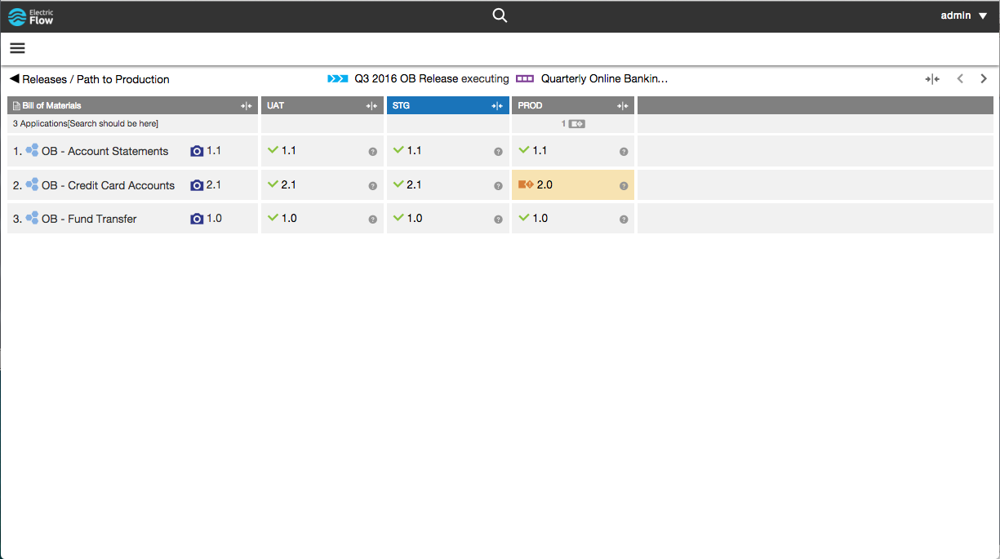 Electric
Flow
admin
Releases / Path to Production
Q3 2016 OB Release executing
Quarterly Online Bankin...
Bill of Materials
UAT
STG
PROD
3 Applications[Search should be here]
1
1. OB - Account Statements 1.1 1.1 1.1 1.1
2. OB - Credit Card Accounts 2.1 2.1 2.1 2.0
3. OB - Fund Transfer 1.0 1.0 1.0 1.0